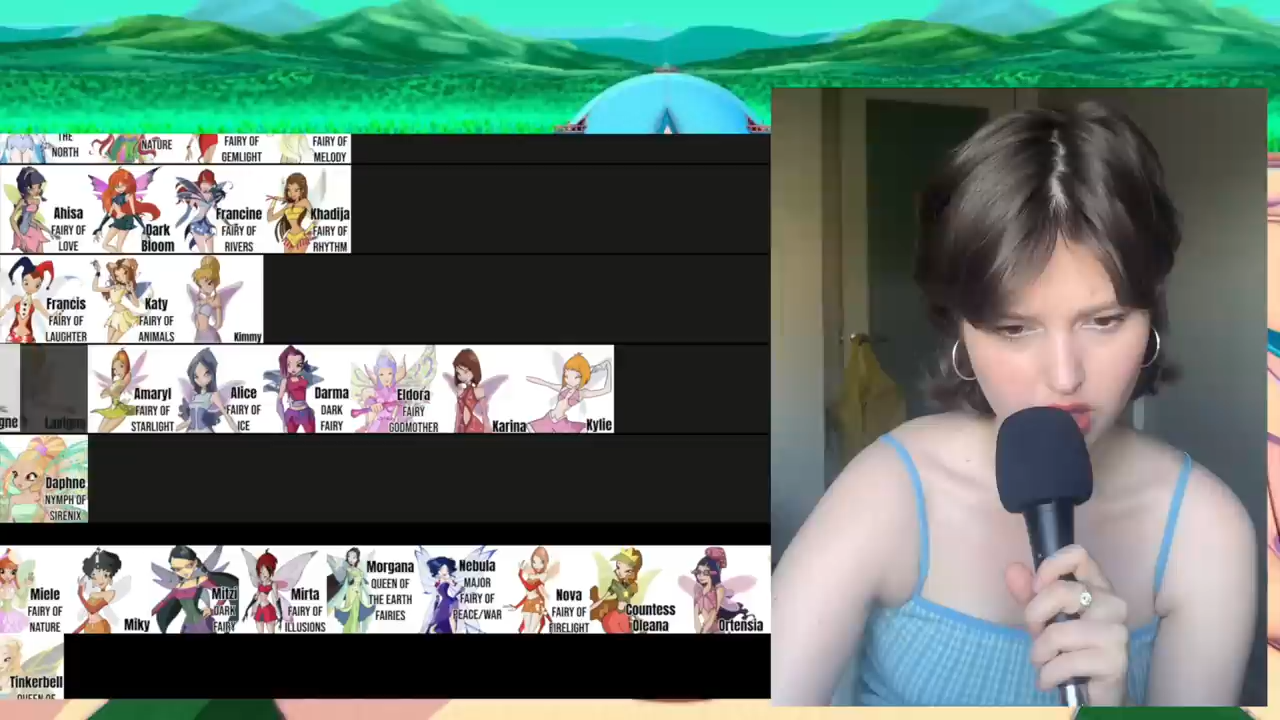 THE
NORTH
NATURE
FAIRY OF
GEMLIGHT
FAIRY OF
MELODY
Ahisa
FAIRY OF
LOVE
Dark
Bloom
Francine
FAIRY OF
RIVERS
Khadija
FAIRY OF
RHYTHM
Francis
FAIRY OF
LAUGHTER
Katy
FAIRY OF
ANIMALS
Kimmy
gne
Lavigne
Amaryl
FAIRY OF
STARLIGHT
Alice
FAIRY OF
ICE
Darma
DARK
FAIRY
Eldora
FAIRY
GODMOTHER
Karina
Kylie
Daphne
NYMPH OF
SIRENIX
Miele
FAIRY OF
NATURE
Miky
Mitzi
DARK
FAIRY
Mirta
FAIRY OF
ILLUSIONS
Morgana
QUEEN OF
THE EARTH
FAIRIES
Nebula
MAJOR
FAIRY OF
PEACE/WAR
Nova
FAIRY OF
FIRELIGHT
Countess
Oleana
Ortensia
Tinkerbell
QUEEN OF